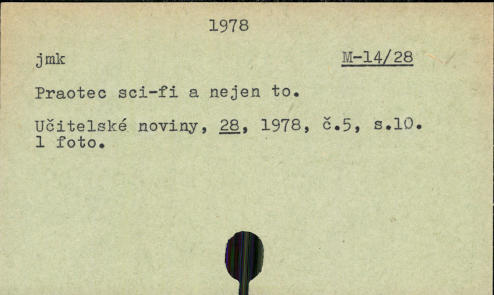 1978
jmk M-14/28
Praotec sci-fi a nejen to.
Učitelské noviny, 28, 1978, č.5, s.10.
1 foto.